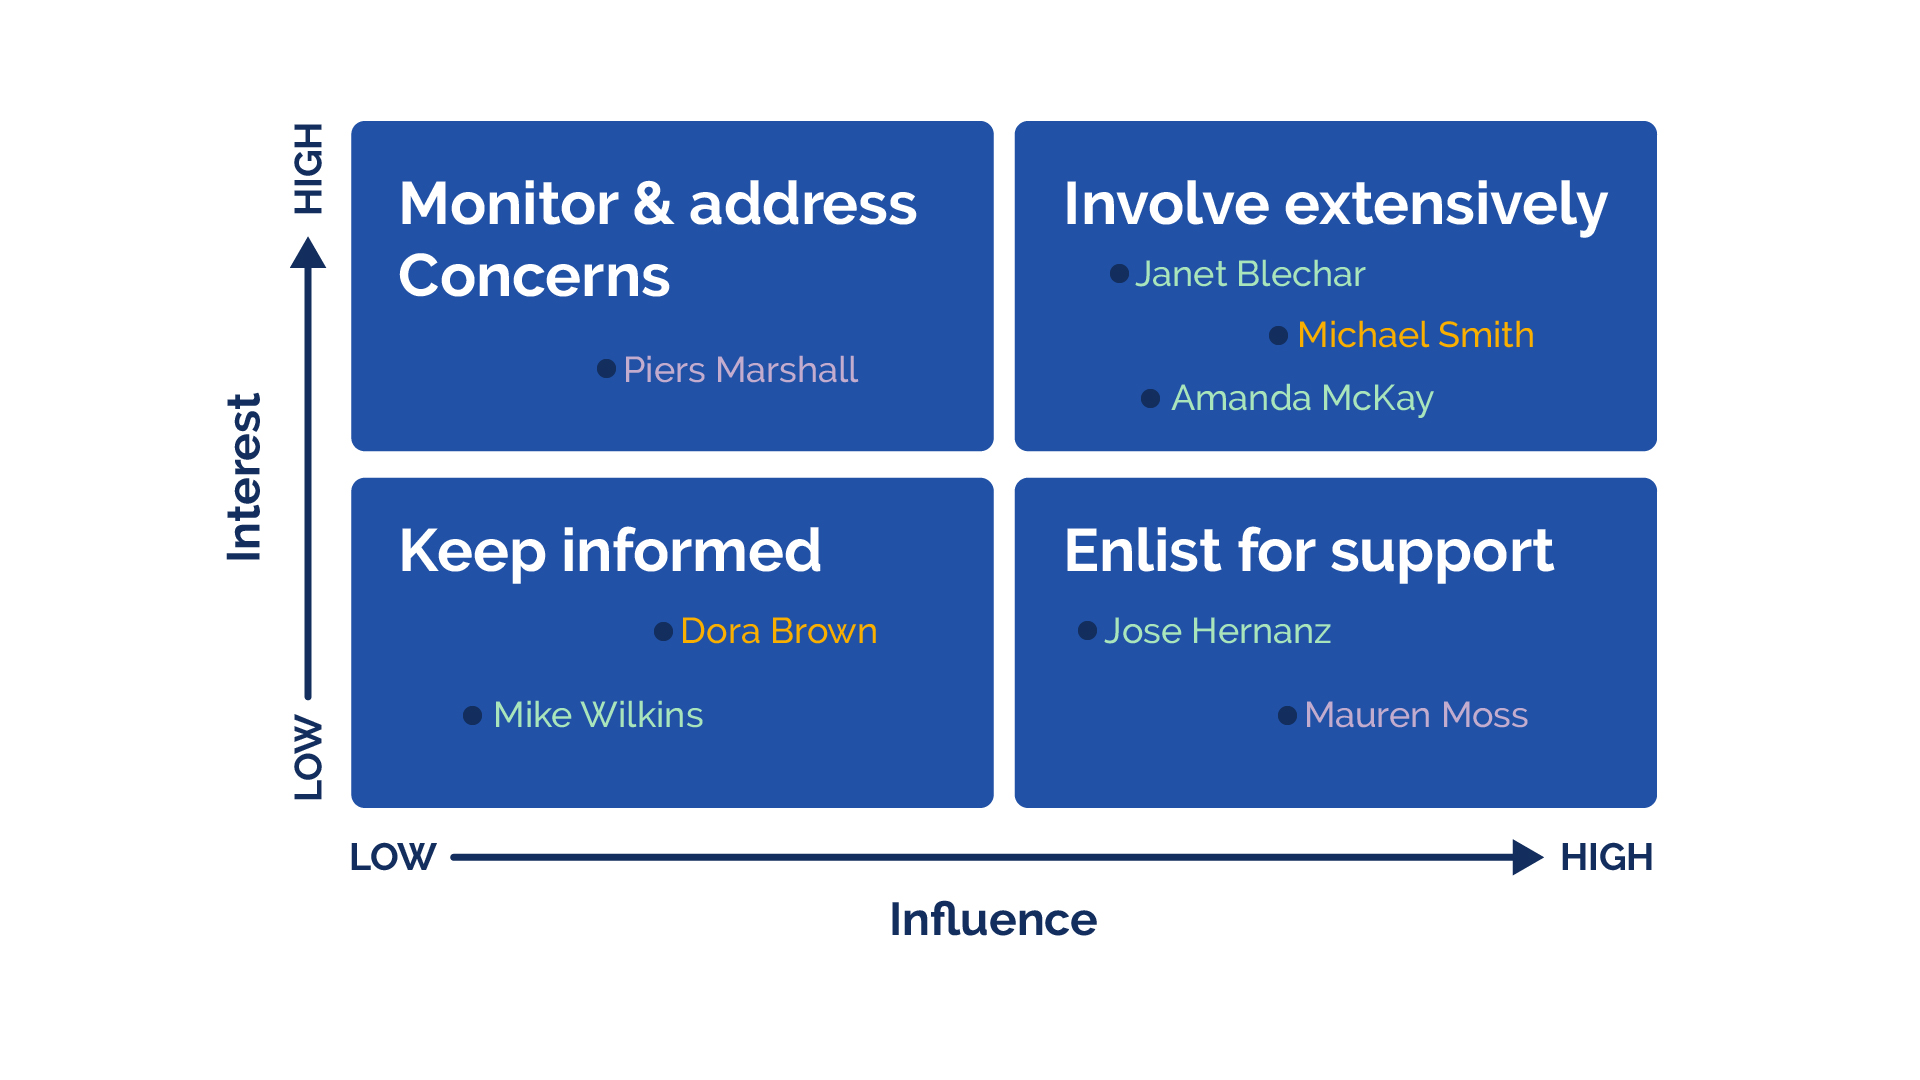 HIGH
Monitor & address
Concerns
Piers Marshall
Involve extensively
Janet Blechar
Michael Smith
Amanda McKay
Interest
Keep informed
Dora Brown
Mike Wilkins
Enlist for support
Jose Hernanz
Mauren Moss
LOW
LOW
HIGH
Influence